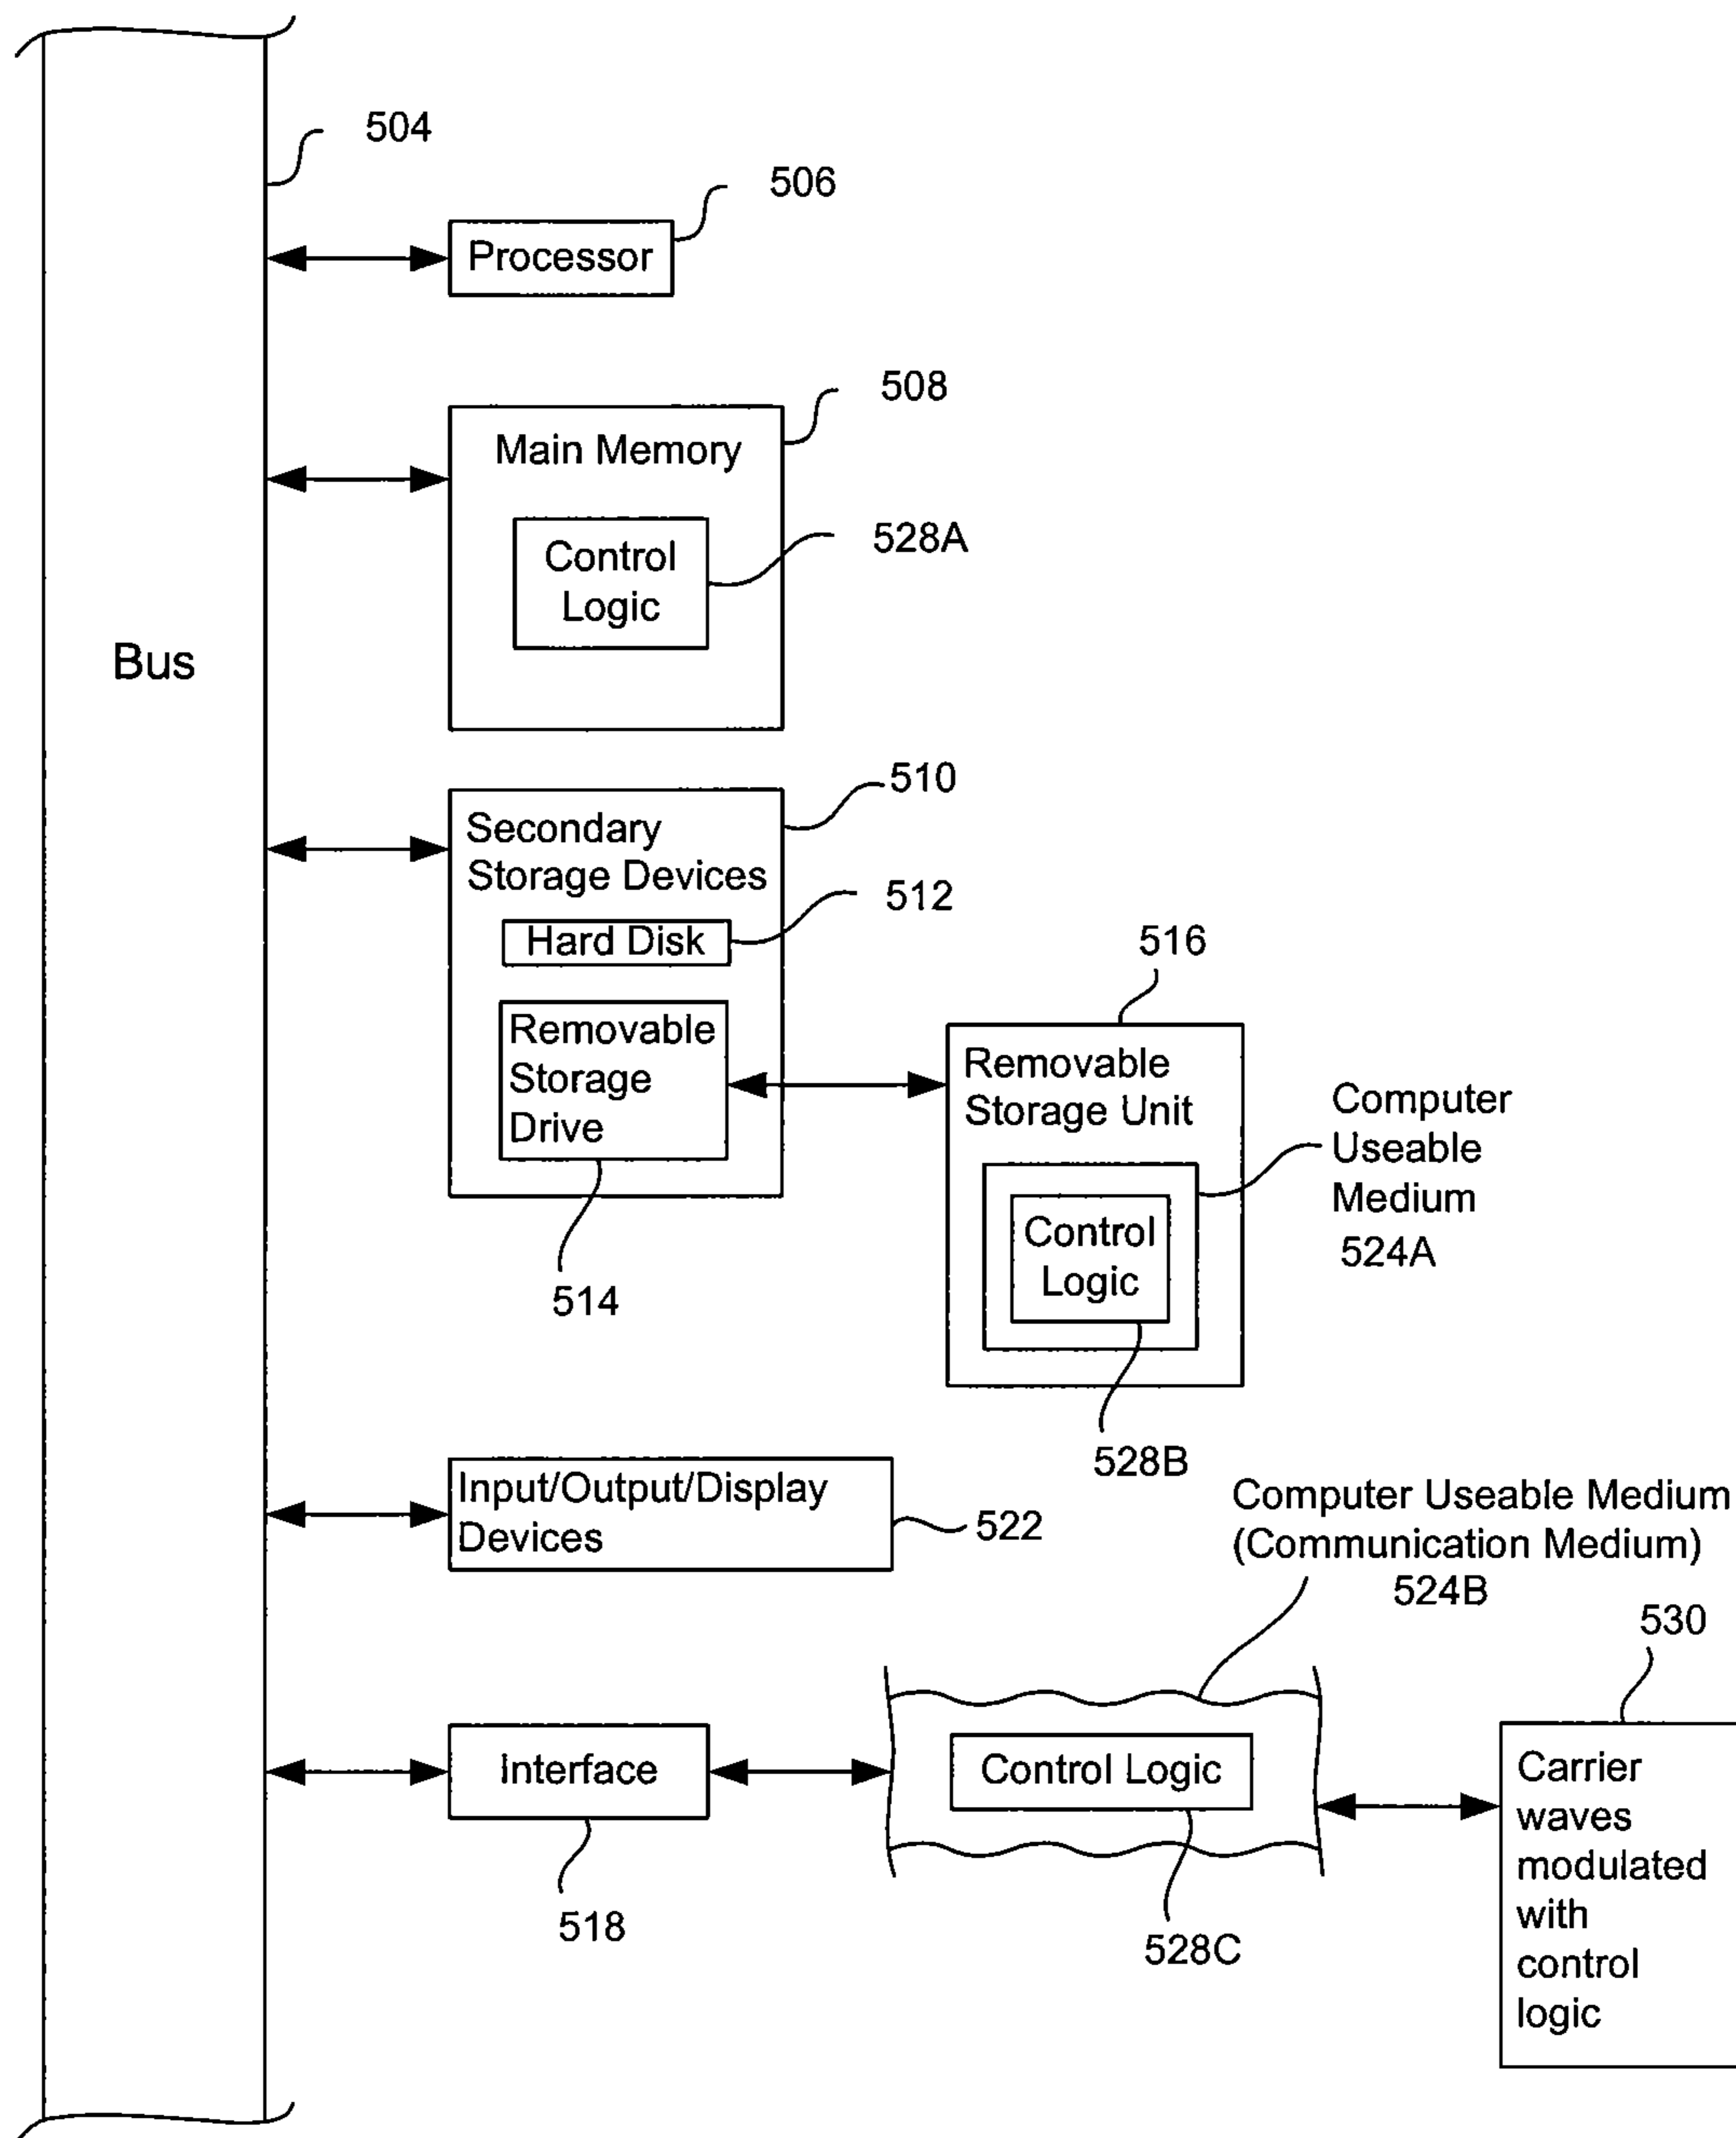 504
506
Processor
508
Main Memory
528A
Control
Logic
Bus
510
Secondary
Storage Devices
512
Hard Disk
516
Removable
Storage
Drive
Removable
Storage Unit
Computer
Useable
Medium
524A
Control
Logic
514
528B
Input/Output/Display
Devices
522
Computer Useable Medium
(Communication Medium)
524B
530
Interface
Control Logic
Carrier
waves
modulated
with
control
logic
518
528C